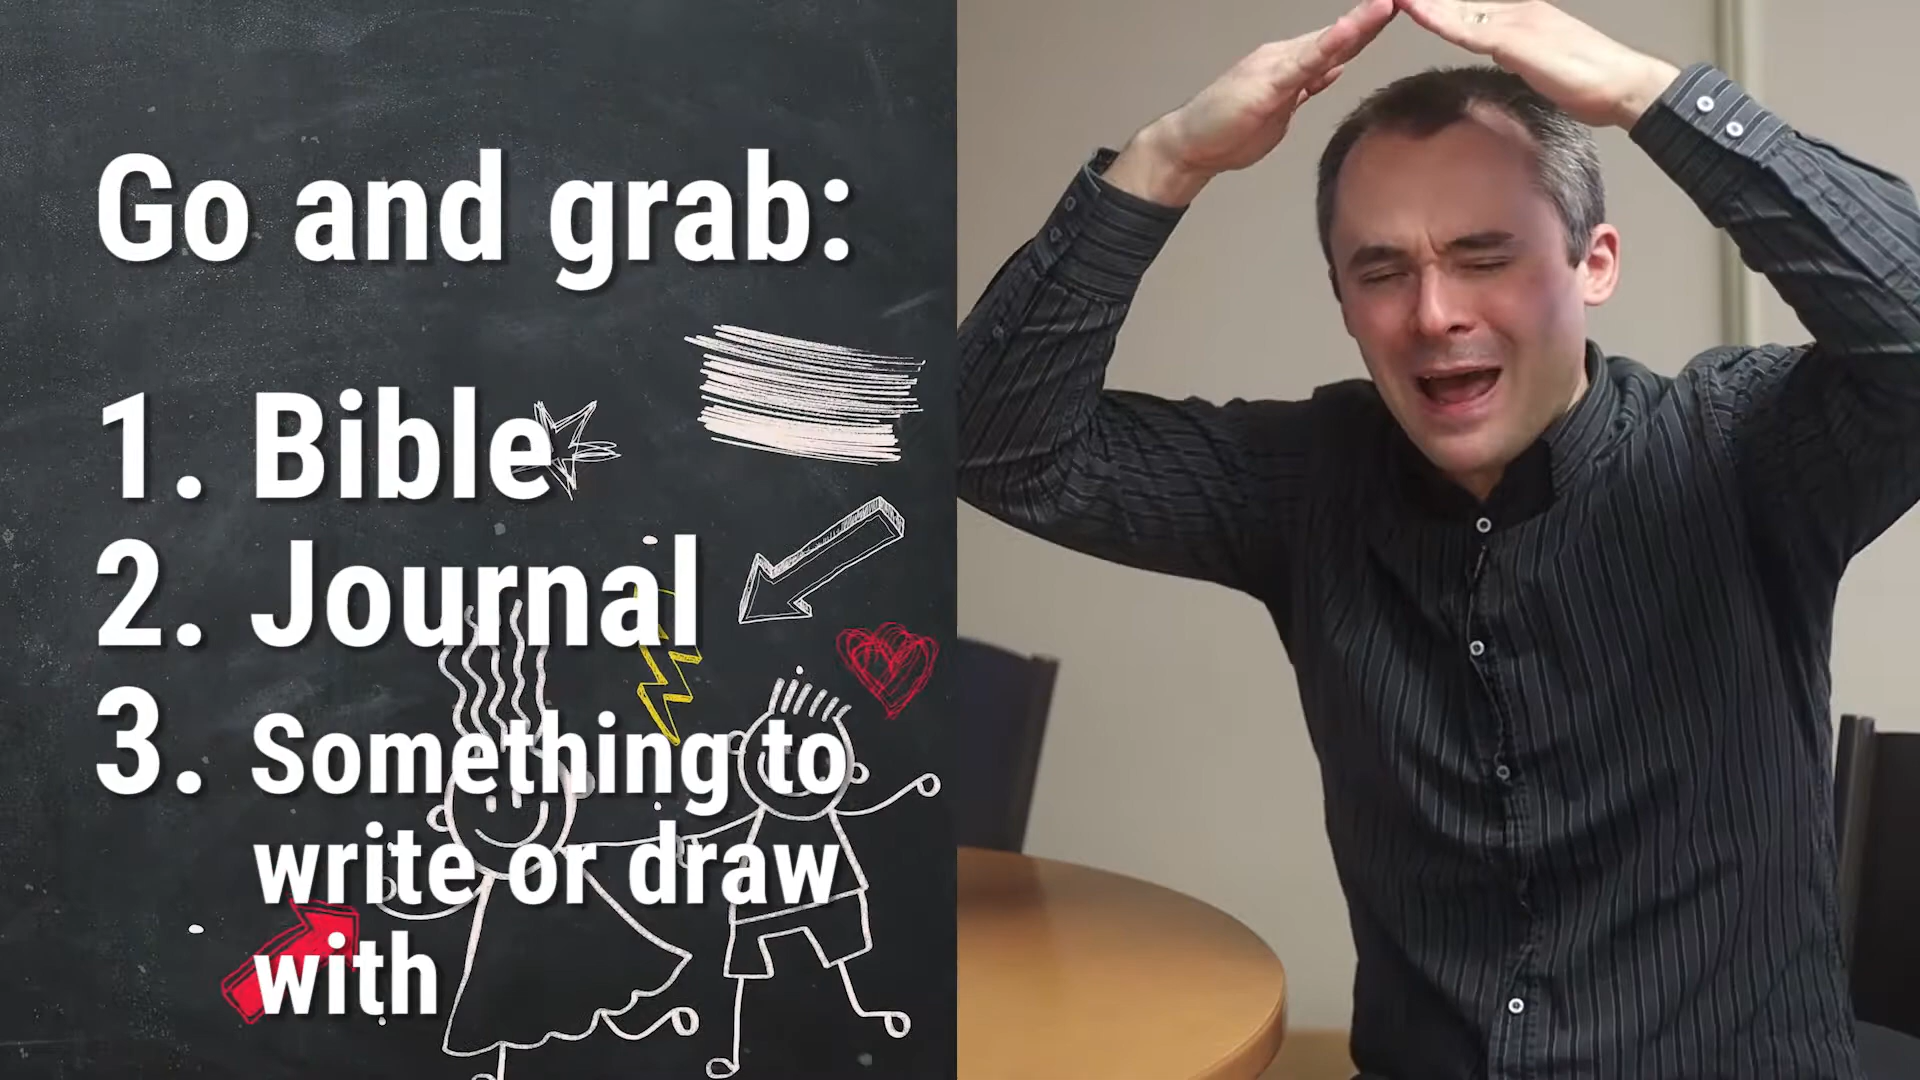 Go and grab:
1. Bible
2. Journal
3. Something to
write or draw
with